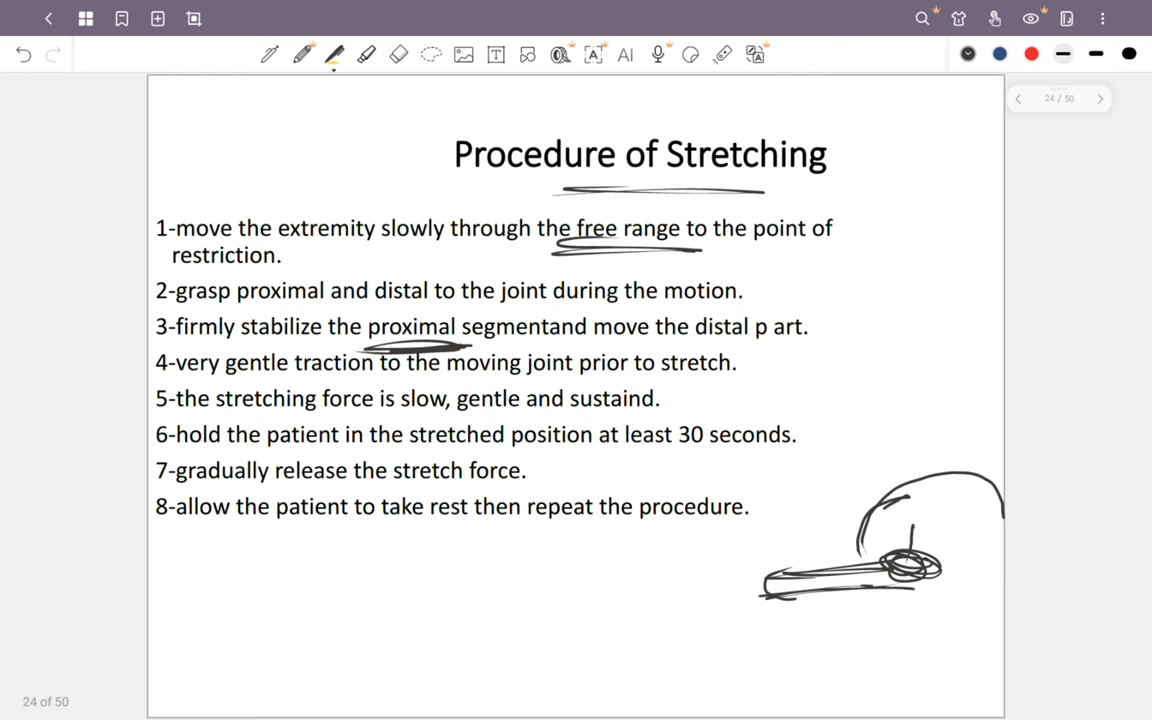 24 / 50
Procedure of Stretching
1-move the extremity slowly through the free range to the point of
restriction.
2-grasp proximal and distal to the joint during the motion.
3-firmly stabilize the proximal segmentand move the distal p art.
4-very gentle traction to the moving joint prior to stretch.
5-the stretching force is slow, gentle and sustaind.
6-hold the patient in the stretched position at least 30 seconds.
7-gradually release the stretch force.
8-allow the patient to take rest then repeat the procedure.
24 of 50